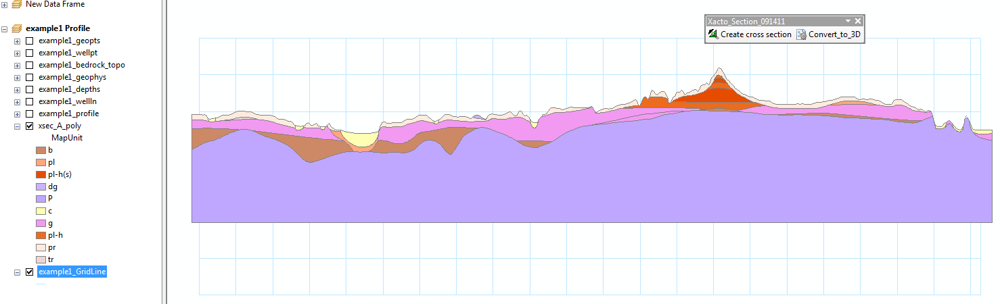 New Data Frame
example1 Profile
example1_geopts
example1_wellpt
example1_bedrock_topo
example1_geophys
example1_depths
example1_wellln
example1_profile
xsec_A_poly
MapUnit
b
pl
pl-h(s)
dg
P
c
g
pl-h
pr
tr
example1_GridLine
Xacto_Section_091411
Create cross section Convert_to_3D